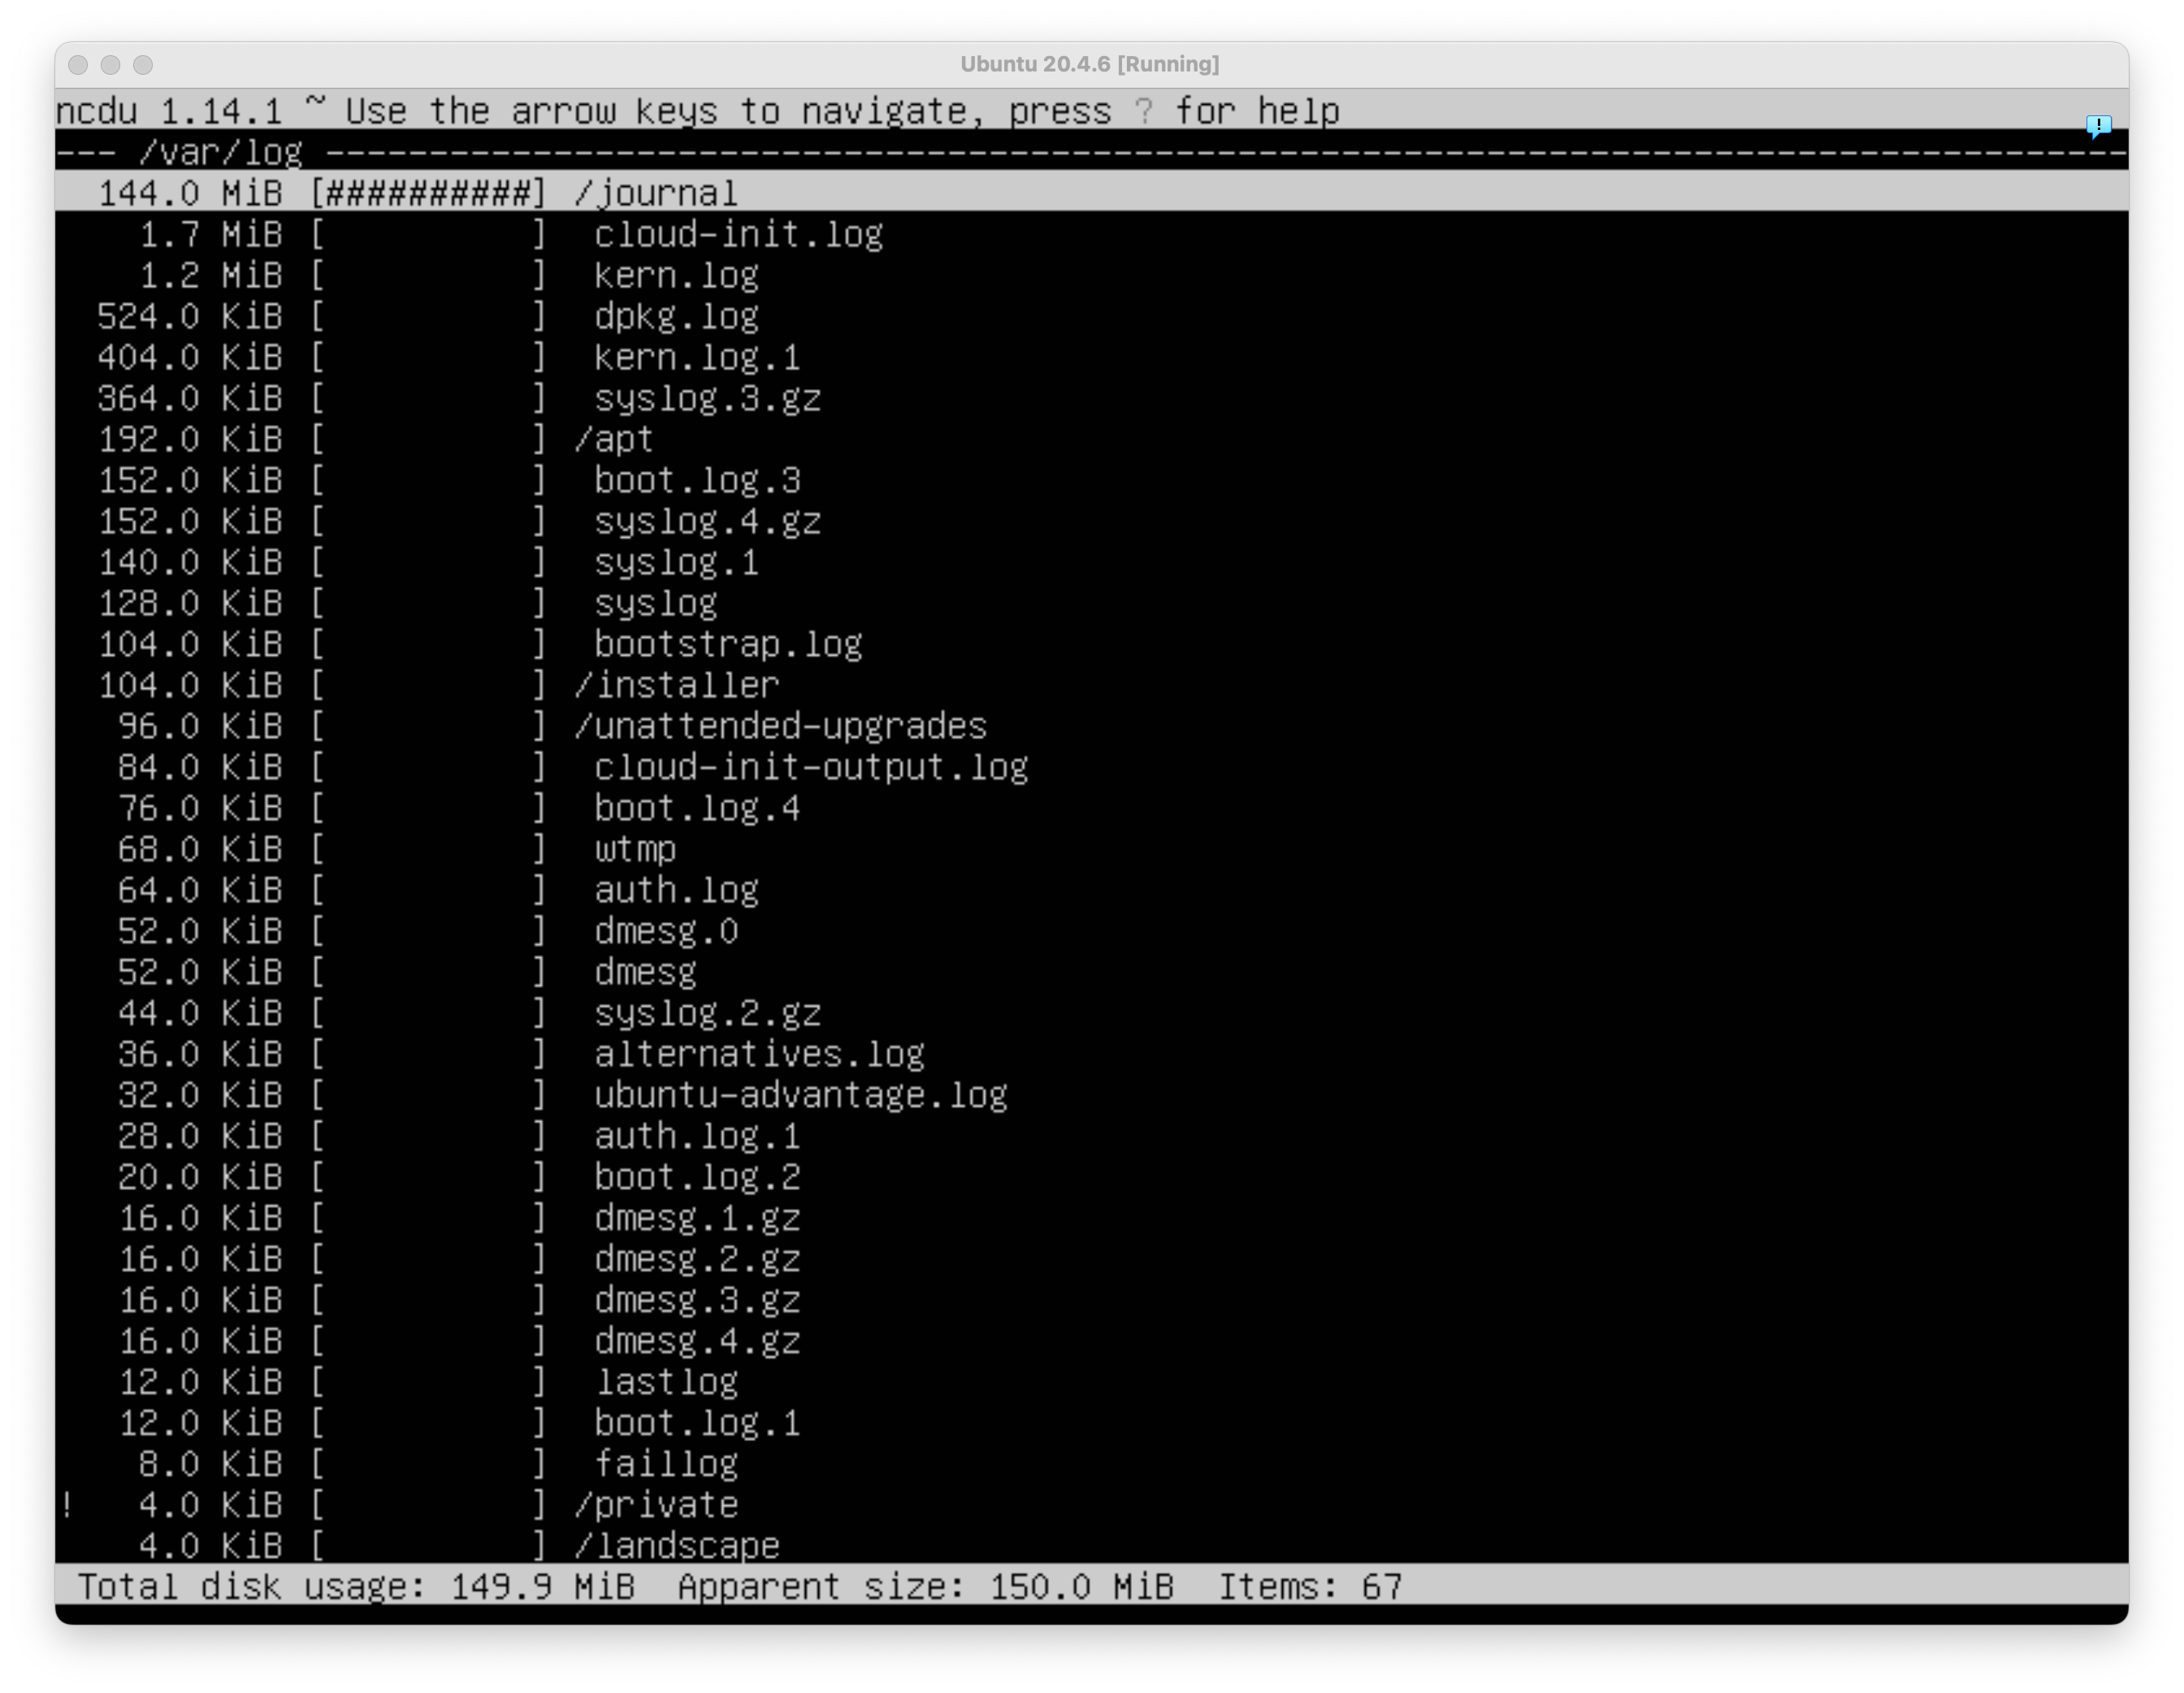 Ubuntu 20.4.6 [Running]
ncdu 1.14.1 ~ Use the arrow keys to navigate, press ? for help
--- /var/log ---------------------------------------------------------------------------------------
  144.0 MiB [##########] /journal
    1.7 MiB [          ]  cloud-init.log
    1.2 MiB [          ]  kern.log
  524.0 KiB [          ]  dpkg.log
  404.0 KiB [          ]  kern.log.1
  364.0 KiB [          ]  syslog.3.gz
  192.0 KiB [          ] /apt
  152.0 KiB [          ]  boot.log.3
  152.0 KiB [          ]  syslog.4.gz
  140.0 KiB [          ]  syslog.1
  128.0 KiB [          ]  syslog
  104.0 KiB [          ]  bootstrap.log
  104.0 KiB [          ] /installer
   96.0 KiB [          ] /unattended-upgrades
   84.0 KiB [          ]  cloud-init-output.log
   76.0 KiB [          ]  boot.log.4
   68.0 KiB [          ]  wtmp
   64.0 KiB [          ]  auth.log
   52.0 KiB [          ]  dmesg.0
   52.0 KiB [          ]  dmesg
   44.0 KiB [          ]  syslog.2.gz
   36.0 KiB [          ]  alternatives.log
   32.0 KiB [          ]  ubuntu-advantage.log
   28.0 KiB [          ]  auth.log.1
   20.0 KiB [          ]  boot.log.2
   16.0 KiB [          ]  dmesg.1.gz
   16.0 KiB [          ]  dmesg.2.gz
   16.0 KiB [          ]  dmesg.3.gz
   16.0 KiB [          ]  dmesg.4.gz
   12.0 KiB [          ]  lastlog
   12.0 KiB [          ]  boot.log.1
    8.0 KiB [          ]  faillog
!   4.0 KiB [          ] /private
    4.0 KiB [          ] /landscape
 Total disk usage: 149.9 MiB  Apparent size: 150.0 MiB  Items: 67